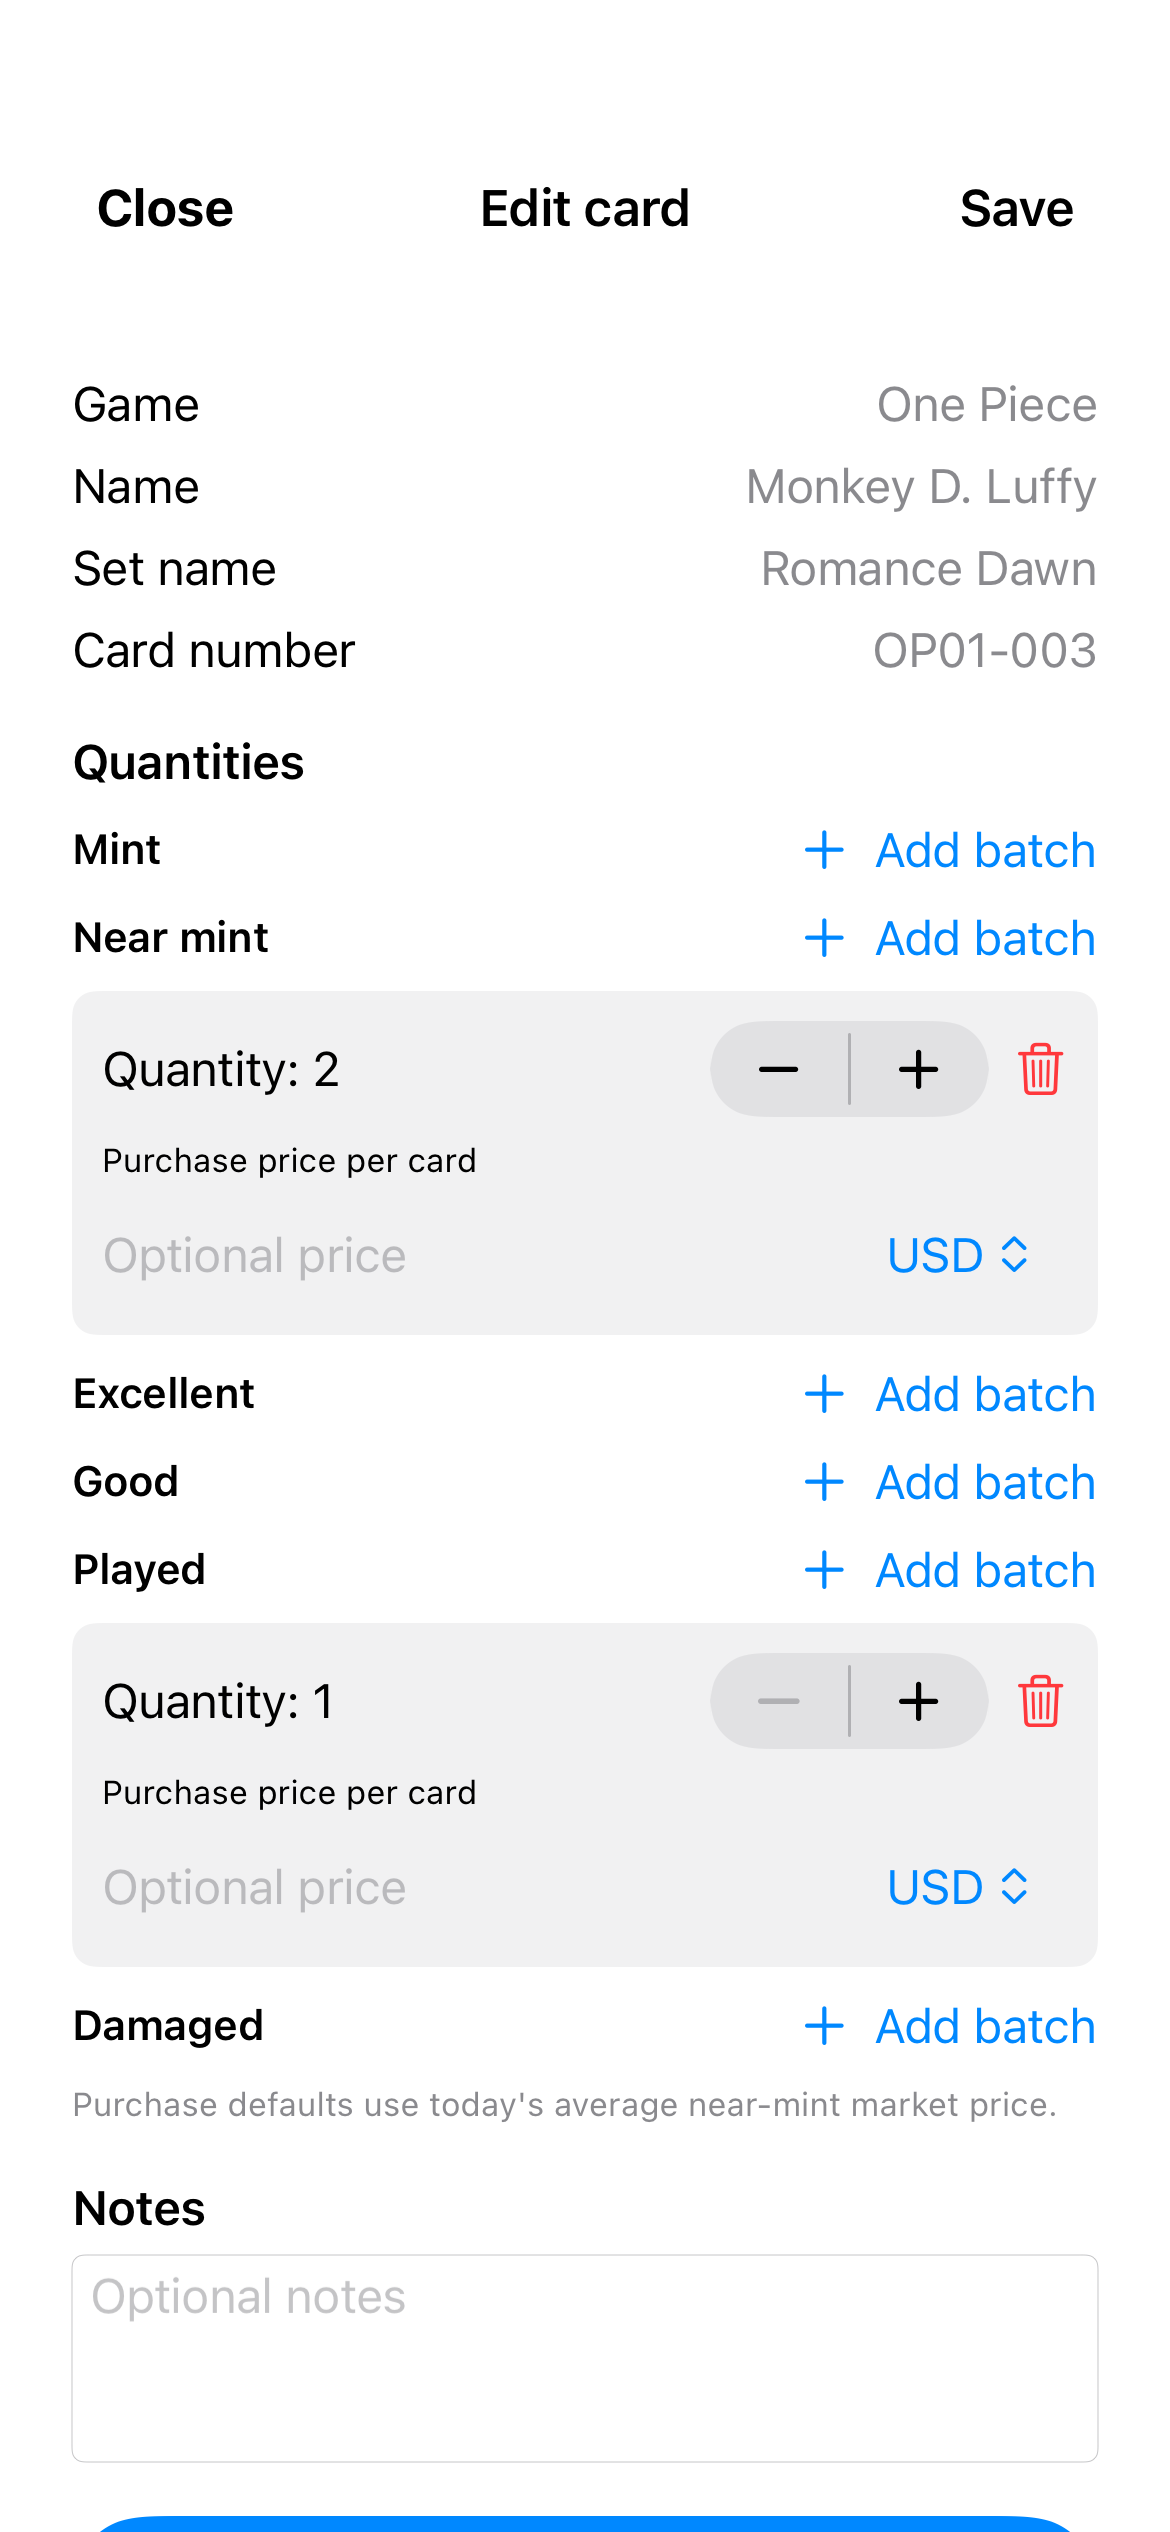 Close Edit card Save
Game One Piece
Name Monkey D. Luffy
Set name Romance Dawn
Card number OP01-003
Quantities
Mint + Add batch
Near mint + Add batch
Quantity: 2 − +
Purchase price per card
Optional price USD
Excellent + Add batch
Good + Add batch
Played + Add batch
Quantity: 1 − +
Purchase price per card
Optional price USD
Damaged + Add batch
Purchase defaults use today's average near-mint market price.
Notes
Optional notes